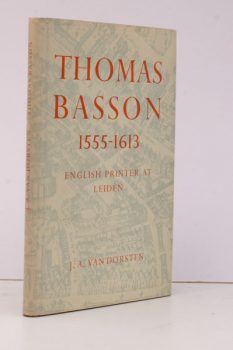 THOMAS
BASSON
1555-1613
ENGLISH PRINTER AT
LEIDEN
J. A. VAN DORSTEN